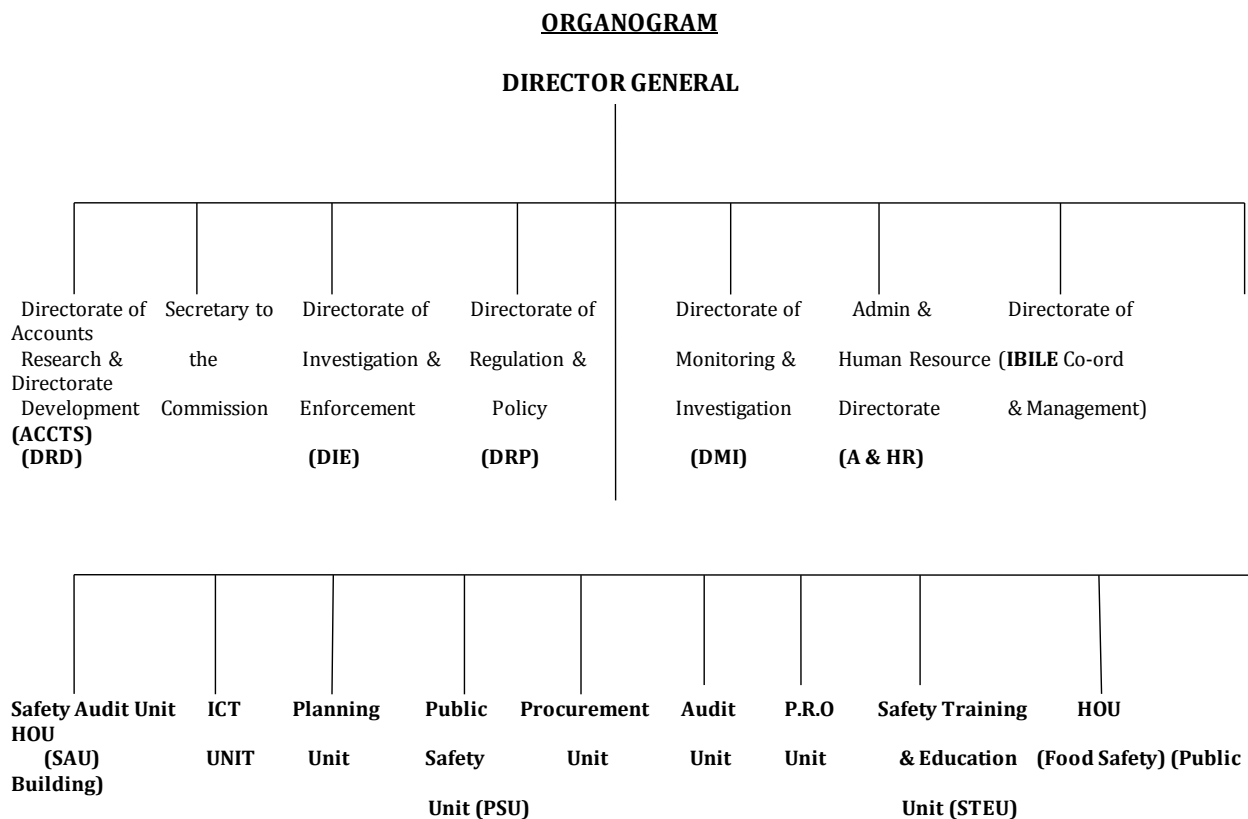 ORGANOGRAM
DIRECTOR GENERAL
Directorate of Secretary to Directorate of Directorate of Directorate of Admin & Directorate of
Accounts
Research & the Investigation & Regulation & Monitoring & Human Resource (IBILE Co-ord
Directorate
Development Commission Enforcement Policy Investigation Directorate & Management)
(ACCTS)
(DRD) (DIE) (DRP) (DMI) (A & HR)
Safety Audit Unit ICT Planning Public Procurement Audit P.R.O Safety Training HOU
HOU
(SAU) UNIT Unit Safety Unit Unit Unit & Education (Food Safety) (Public
Building)
Unit (PSU) Unit (STEU)